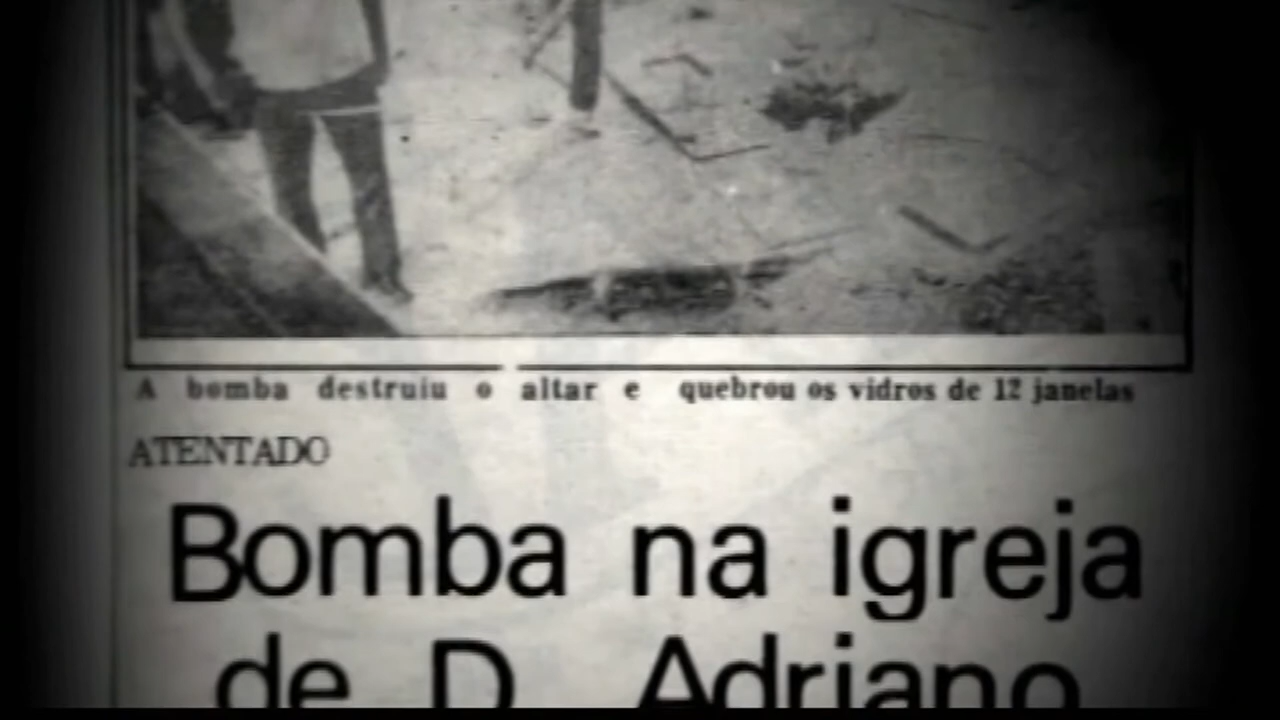 A bomba destruiu o altar e quebrou os vidros de 12 janelas
ATENTADO
Bomba na igreja
de D. Adriano